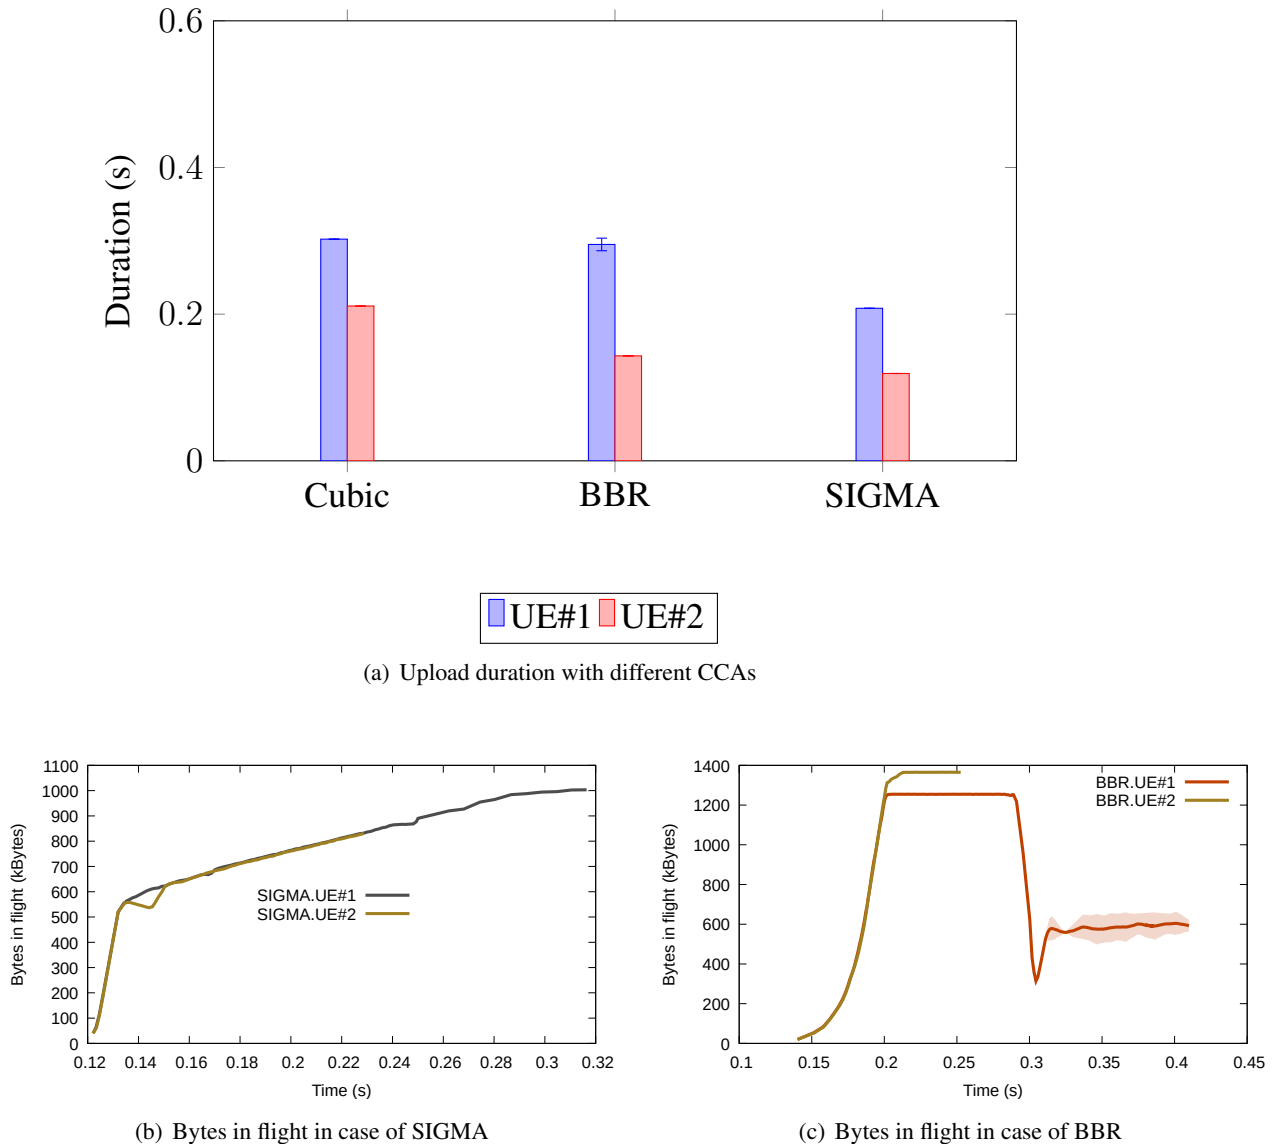 0.6
0.4
0.2
0
Duration (s)
Cubic BBR SIGMA
UE#1 UE#2
(a) Upload duration with different CCAs
1100
1000
900
800
700
600
500
400
300
200
100
0
Bytes in flight (kBytes)
SIGMA.UE#1
SIGMA.UE#2
0.12 0.14 0.16 0.18 0.2 0.22 0.24 0.26 0.28 0.3 0.32
Time (s)
(b) Bytes in flight in case of SIGMA
1400
1200
1000
800
600
400
200
0
Bytes in flight (kBytes)
BBR.UE#1
BBR.UE#2
0.1 0.15 0.2 0.25 0.3 0.35 0.4 0.45
Time (s)
(c) Bytes in flight in case of BBR